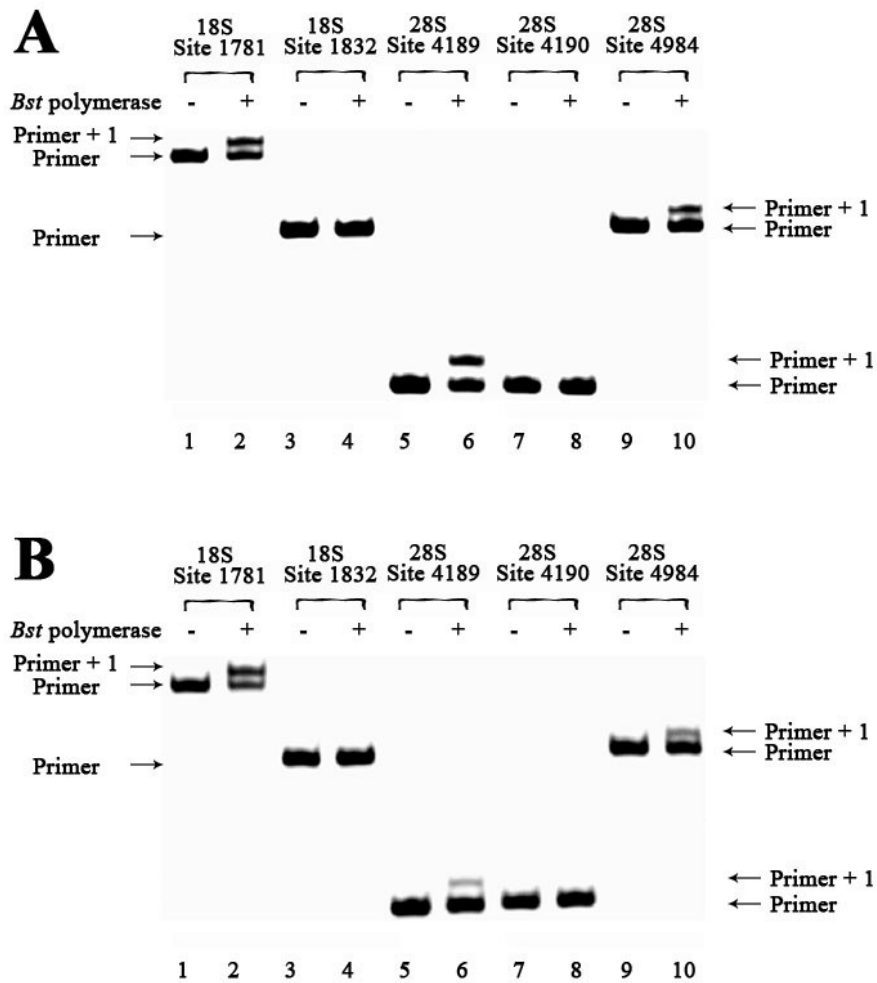 A
18S 18S 28S 28S 28S
Site 1781 Site 1832 Site 4189 Site 4190 Site 4984
Bst polymerase - + - + - + - + - +
Primer + 1
Primer
Primer + 1
Primer
Primer
Primer + 1
Primer
1 2 3 4 5 6 7 8 9 10
B
18S 18S 28S 28S 28S
Site 1781 Site 1832 Site 4189 Site 4190 Site 4984
Bst polymerase - + - + - + - + - +
Primer + 1
Primer
Primer + 1
Primer
Primer
Primer + 1
Primer
1 2 3 4 5 6 7 8 9 10